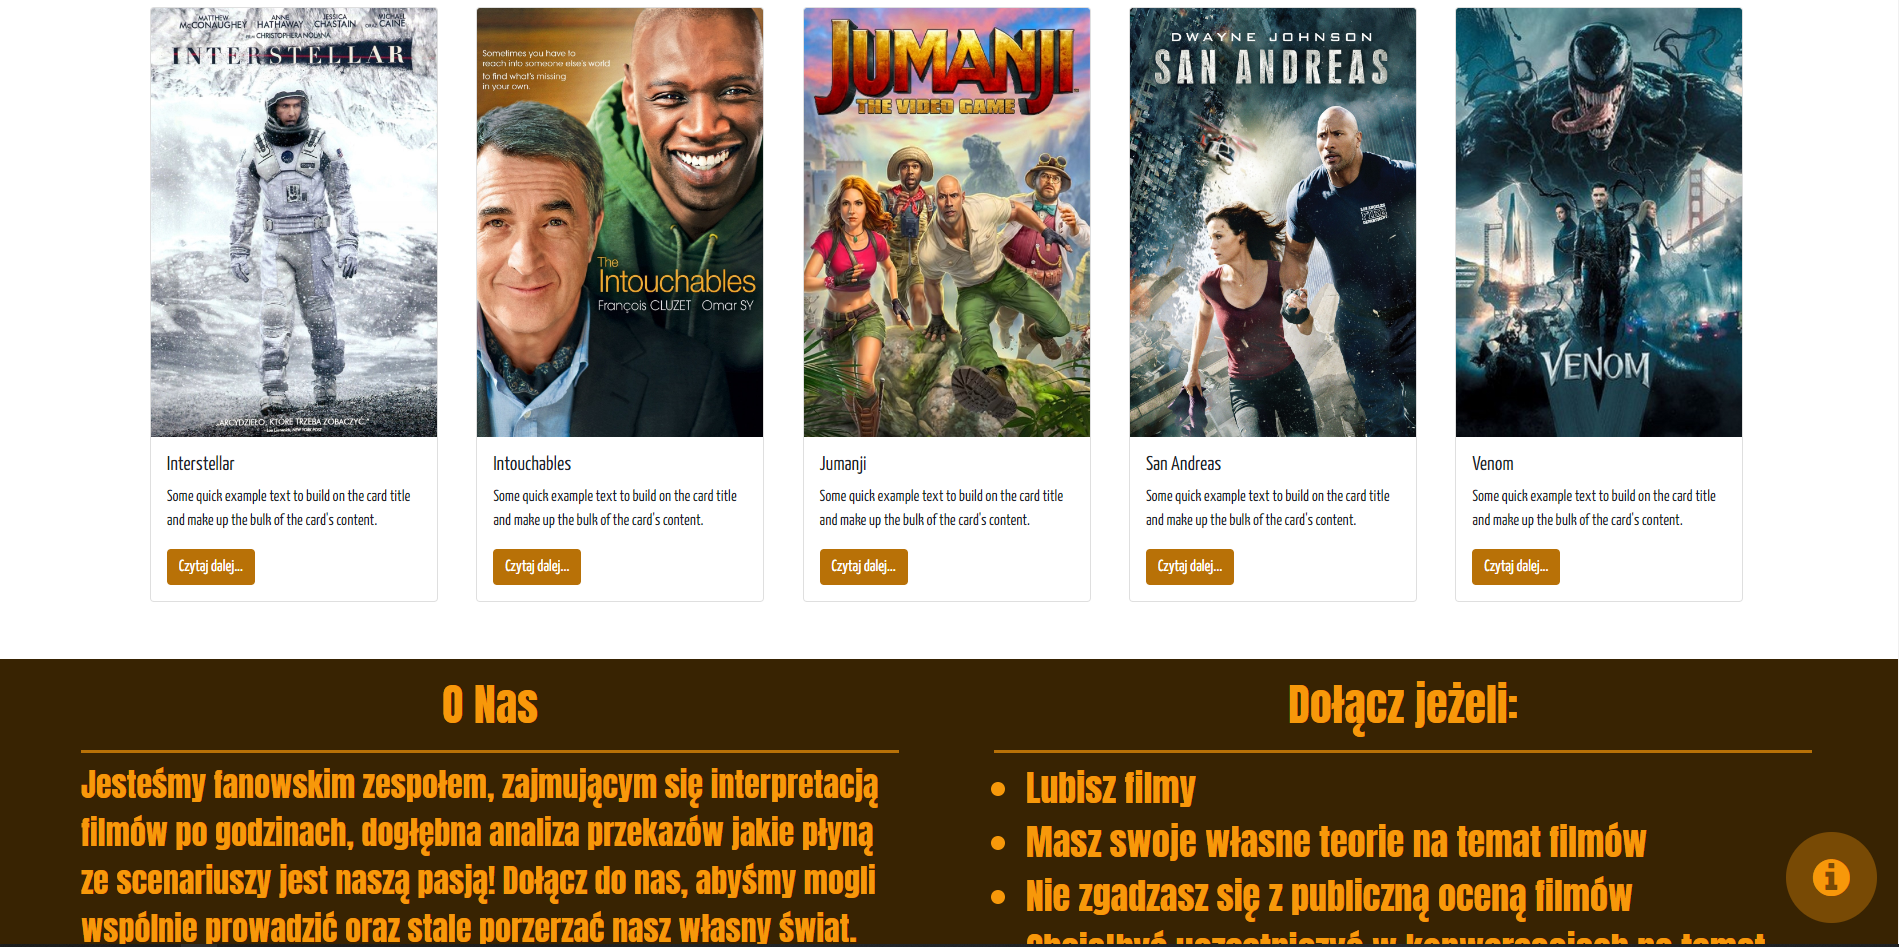 MATTHEW McCONAUGHEY ANNE HATHAWAY JESSICA CHASTAIN ORAZ MICHAEL CAINE
FILM CHRISTOPHERA NOLANA
INTERSTELLAR
„ARCYDZIEŁO, KTÓRE TRZEBA ZOBACZYĆ.”
Sometimes you have to
reach into someone else's world
to find what's missing
in your own.
The
Intouchables
François CLUZET Omar SY
JUMANJI
THE VIDEO GAME
DWAYNE JOHNSON
SAN ANDREAS
VENOM
Interstellar
Some quick example text to build on the card title
and make up the bulk of the card's content.
Czytaj dalej...
Intouchables
Some quick example text to build on the card title
and make up the bulk of the card's content.
Czytaj dalej...
Jumanji
Some quick example text to build on the card title
and make up the bulk of the card's content.
Czytaj dalej...
San Andreas
Some quick example text to build on the card title
and make up the bulk of the card's content.
Czytaj dalej...
Venom
Some quick example text to build on the card title
and make up the bulk of the card's content.
Czytaj dalej...
O Nas
Jesteśmy fanowskim zespołem, zajmującym się interpretacją
filmów po godzinach, dogłębna analiza przekazów jakie płyną
ze scenariuszy jest naszą pasją! Dołącz do nas, abyśmy mogli
wspólnie prowadzić oraz stale porzerzać nasz własny świat.
Dołącz jeżeli:
Lubisz filmy
Masz swoje własne teorie na temat filmów
Nie zgadzasz się z publiczną oceną filmów